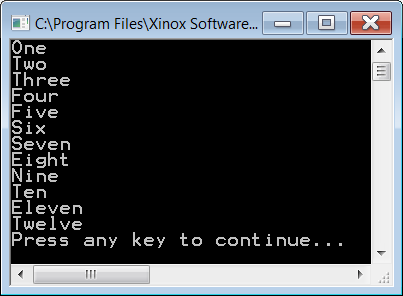 C:\Program Files\Xinox Software...
One
Two
Three
Four
Five
Six
Seven
Eight
Nine
Ten
Eleven
Twelve
Press any key to continue...